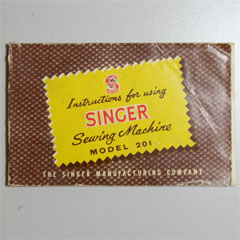 S
Instructions for using
SINGER
Sewing Machine
MODEL 201
THE SINGER MANUFACTURING COMPANY